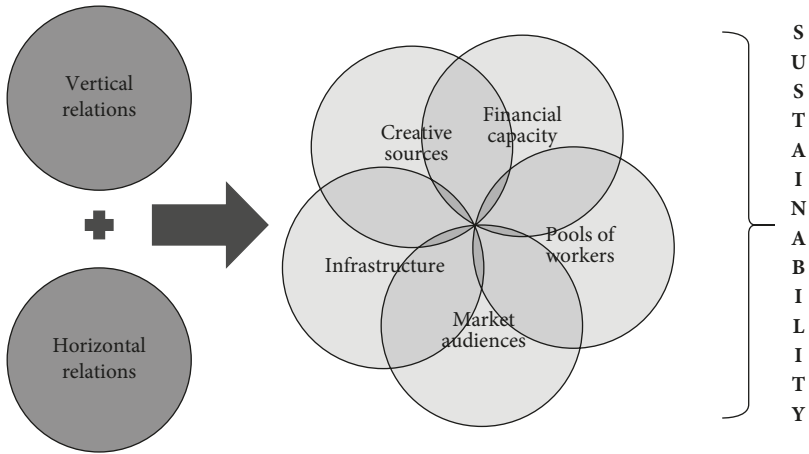 Vertical
relations
Horizontal
relations
Creative
sources
Financial
capacity
Infrastructure
Pools of
workers
Market
audiences
S
U
S
T
A
I
N
A
B
I
L
I
T
Y